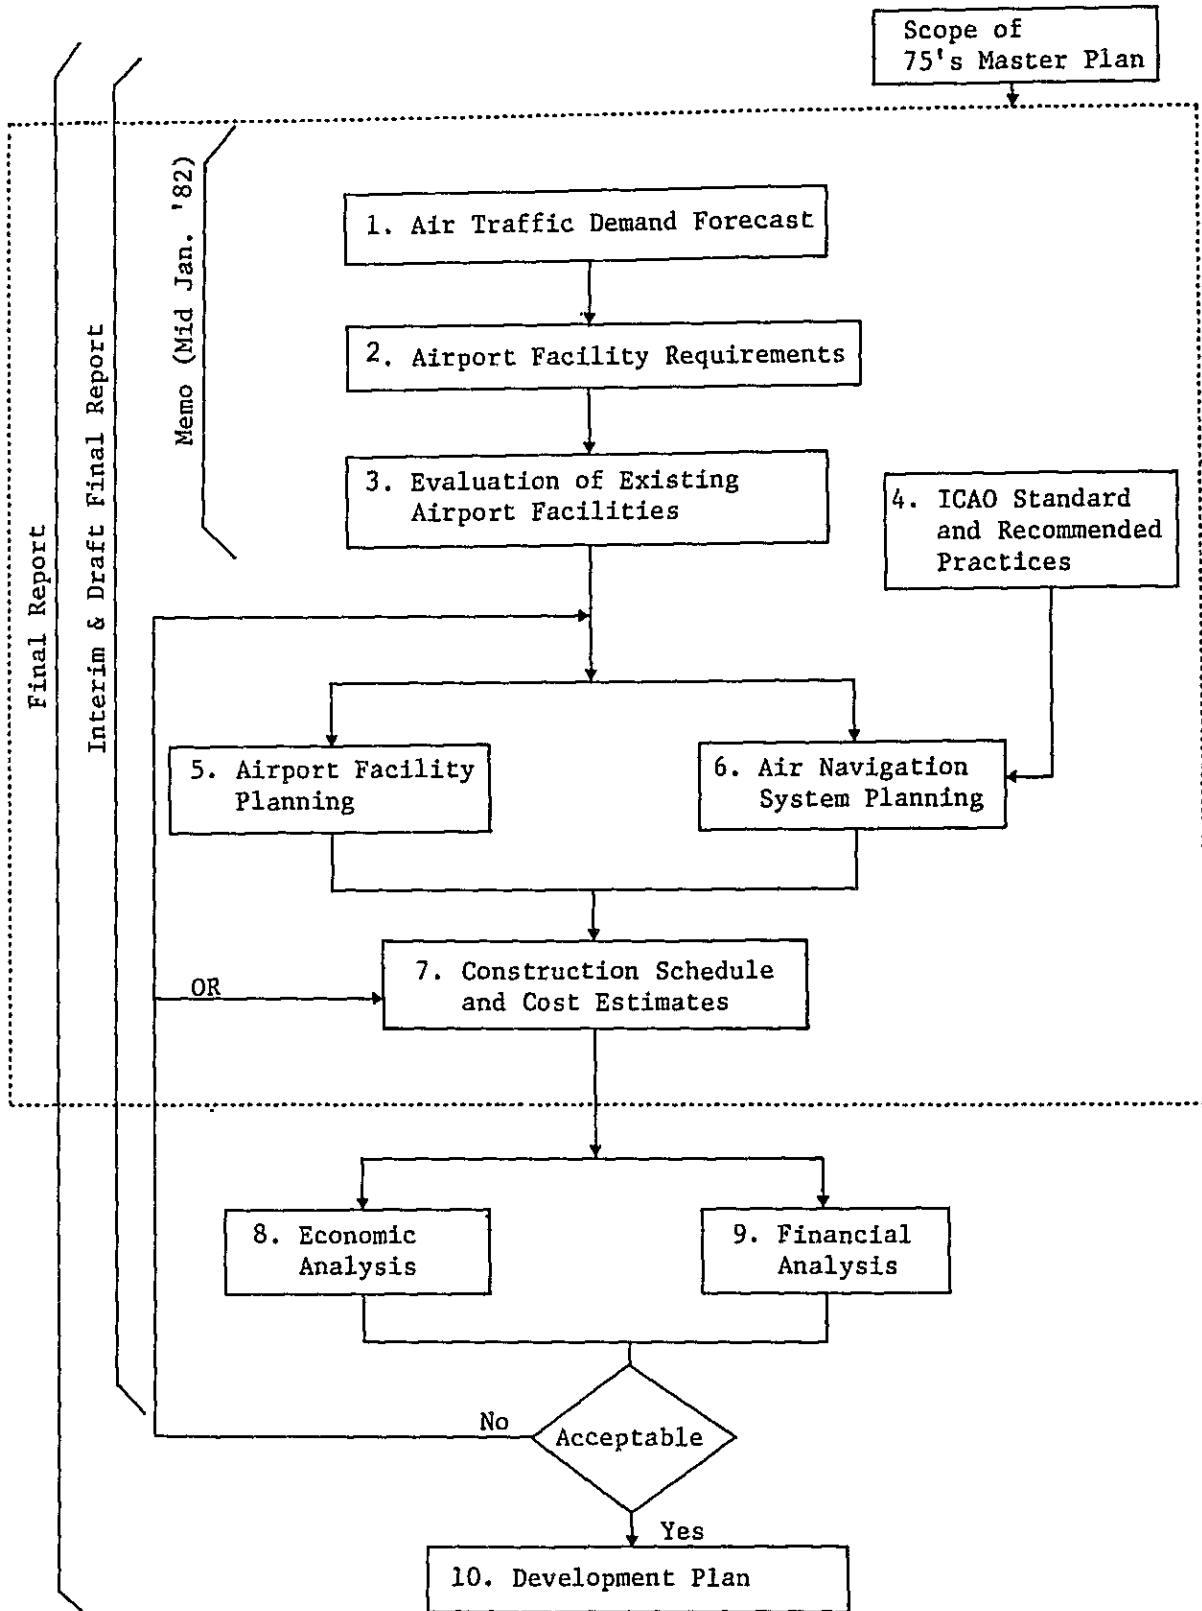 Scope of
75's Master Plan
Final Report
Interim & Draft Final Report
Memo (Mid Jan. '82)
1. Air Traffic Demand Forecast
2. Airport Facility Requirements
3. Evaluation of Existing
Airport Facilities
4. ICAO Standard
and Recommended
Practices
5. Airport Facility
Planning
6. Air Navigation
System Planning
7. Construction Schedule
and Cost Estimates
OR
8. Economic
Analysis
9. Financial
Analysis
No
Acceptable
Yes
10. Development Plan